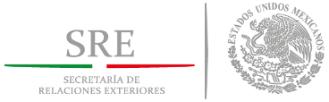 SRE
SECRETARÍA DE
RELACIONES EXTERIORES
ESTADOS UNIDOS MEXICANOS